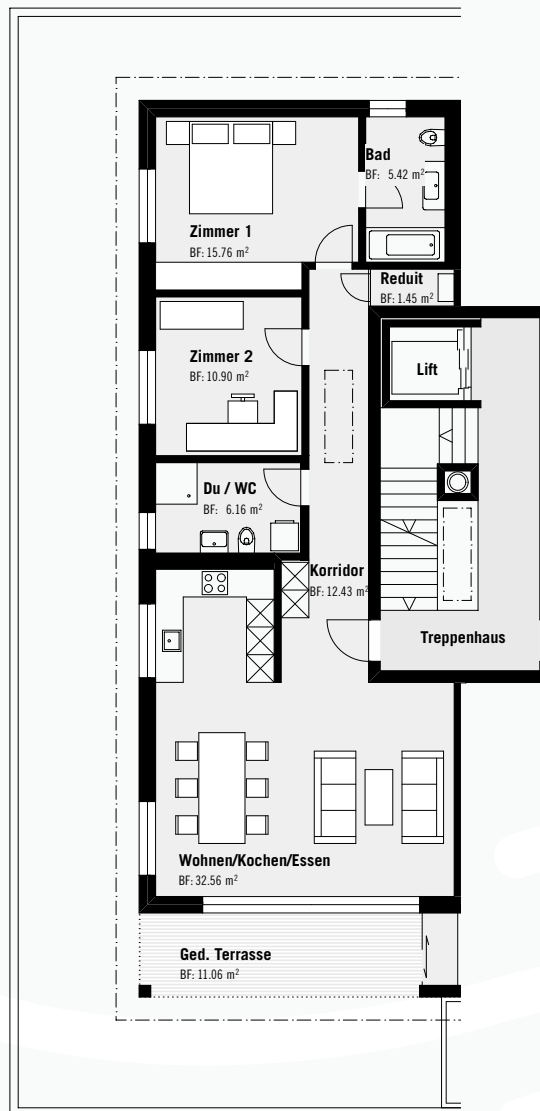 Bad
BF: 5.42 m²
Zimmer 1
BF: 15.76 m²
Reduit
BF: 1.45 m²
Zimmer 2
BF: 10.90 m²
Lift
Du / WC
BF: 6.16 m²
Korridor
BF: 12.43 m²
Treppenhaus
Wohnen/Kochen/Essen
BF: 32.56 m²
Ged. Terrasse
BF: 11.06 m²